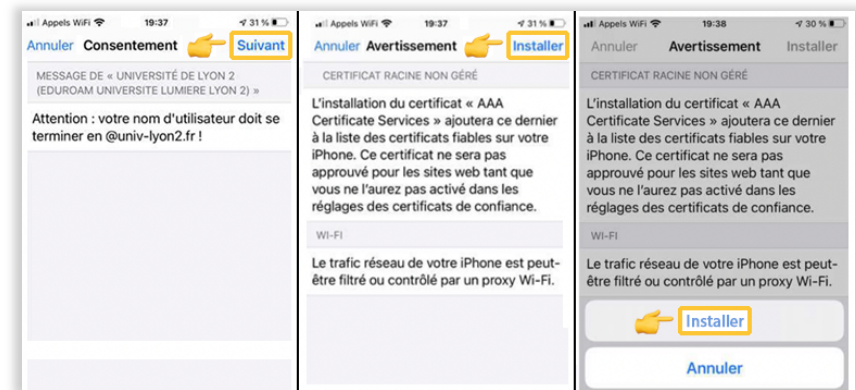 Appels WiFi 19:37 31 %
Annuler Consentement Suivant
MESSAGE DE « UNIVERSITÉ DE LYON 2
(EDUROAM UNIVERSITE LUMIERE LYON 2) »
Attention : votre nom d'utilisateur doit se
terminer en @univ-lyon2.fr !
Appels WiFi 19:37 31 %
Annuler Avertissement Installer
CERTIFICAT RACINE NON GÉRÉ
L'installation du certificat « AAA
Certificate Services » ajoutera ce dernier
à la liste des certificats fiables sur votre
iPhone. Ce certificat ne sera pas
approuvé pour les sites web tant que
vous ne l'aurez pas activé dans les
réglages des certificats de confiance.
WI-FI
Le trafic réseau de votre iPhone est peut-
être filtré ou contrôlé par un proxy Wi-Fi.
Appels WiFi 19:38 30 %
Annuler Avertissement Installer
CERTIFICAT RACINE NON GÉRÉ
L'installation du certificat « AAA
Certificate Services » ajoutera ce dernier
à la liste des certificats fiables sur votre
iPhone. Ce certificat ne sera pas
approuvé pour les sites web tant que
vous ne l'aurez pas activé dans les
réglages des certificats de confiance.
WI-FI
Le trafic réseau de votre iPhone est peut-
être filtré ou contrôlé par un proxy Wi-Fi.
Installer
Annuler